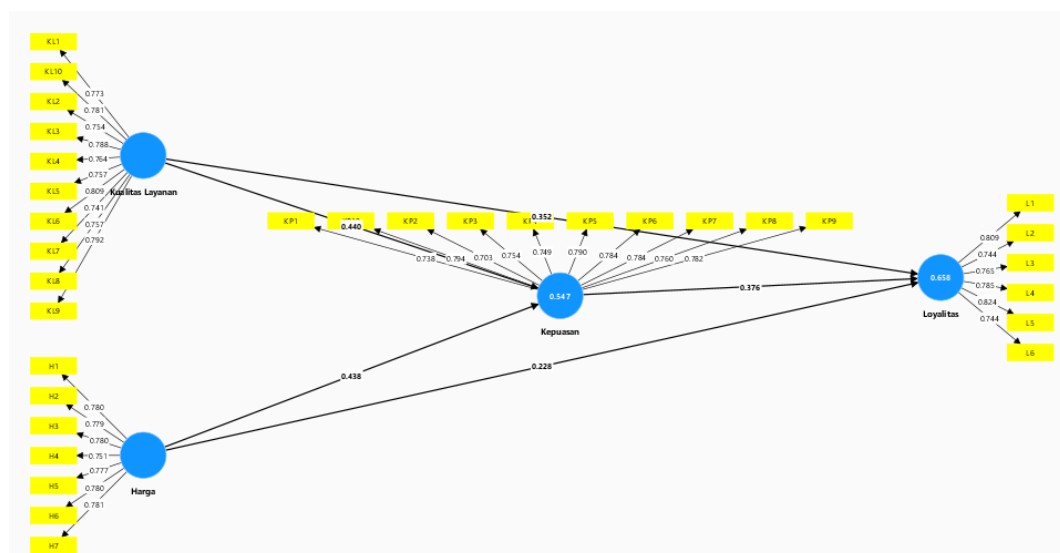 KL1
KL10
KL2
KL3
KL4
KL5
KL6
KL7
KL8
KL9
0.773
0.781
0.754
0.788
0.764
0.757
0.809
0.741
0.757
0.792
Kualitas Layanan
0.440
0.352
KP1
KP2
KP3
KP5
KP6
KP7
KP8
KP9
0.738
0.794
0.703
0.754
0.749
0.790
0.784
0.784
0.760
0.782
0.547
Kepuasan
0.376
0.438
0.228
H1
H2
H3
H4
H5
H6
H7
0.780
0.779
0.780
0.751
0.777
0.780
0.781
Harga
0.658
Loyalitas
0.809
0.744
0.765
0.785
0.824
0.744
L1
L2
L3
L4
L5
L6